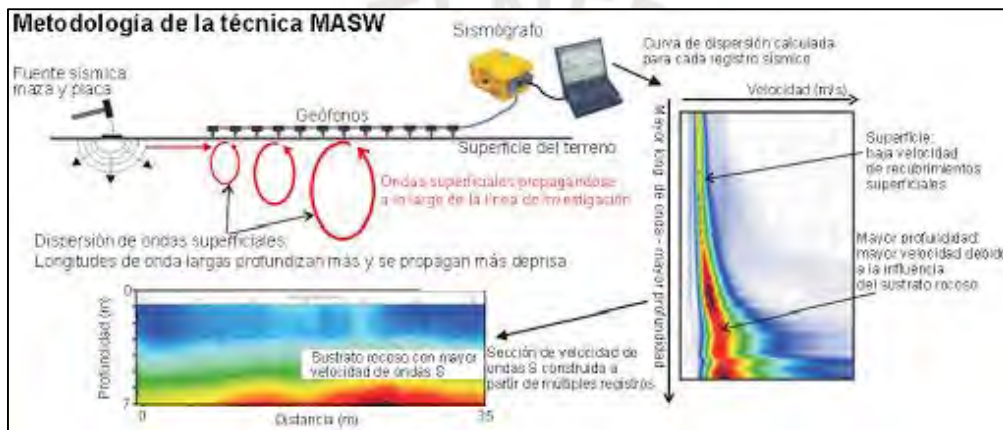 Metodología de la técnica MASW
Sismógrafo
Curva de dispersión calculada
para cada registro sísmico
Fuente sísmica:
maza y placa
Velocidad (m/s)
Geófonos
Superficie del terreno
Superficie:
baja velocidad
de recubrimientos
superficiales
Ondas superficiales propagándose
a lo largo de la línea de investigación
Dispersión de ondas superficiales:
Longitudes de onda largas profundizan más y se propagan más deprisa
Mayor long. de onda - mayor profundidad
Mayor profundidad:
mayor velocidad debido
a la influencia
del sustrato rocoso
0
Profundidad (m)
7
Sustrato rocoso con mayor
velocidad de ondas S
Sección de velocidad de
ondas S construida a
partir de múltiples registros
0
Distancia (m)
35